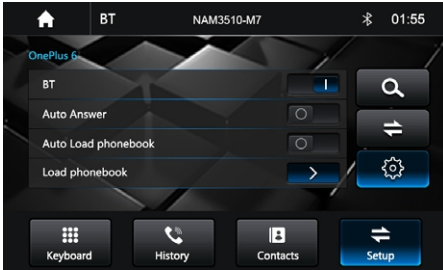 BT NAM3510-M7 01:55
OnePlus 6
BT
Auto Answer
Auto Load phonebook
Load phonebook
Keyboard History Contacts Setup